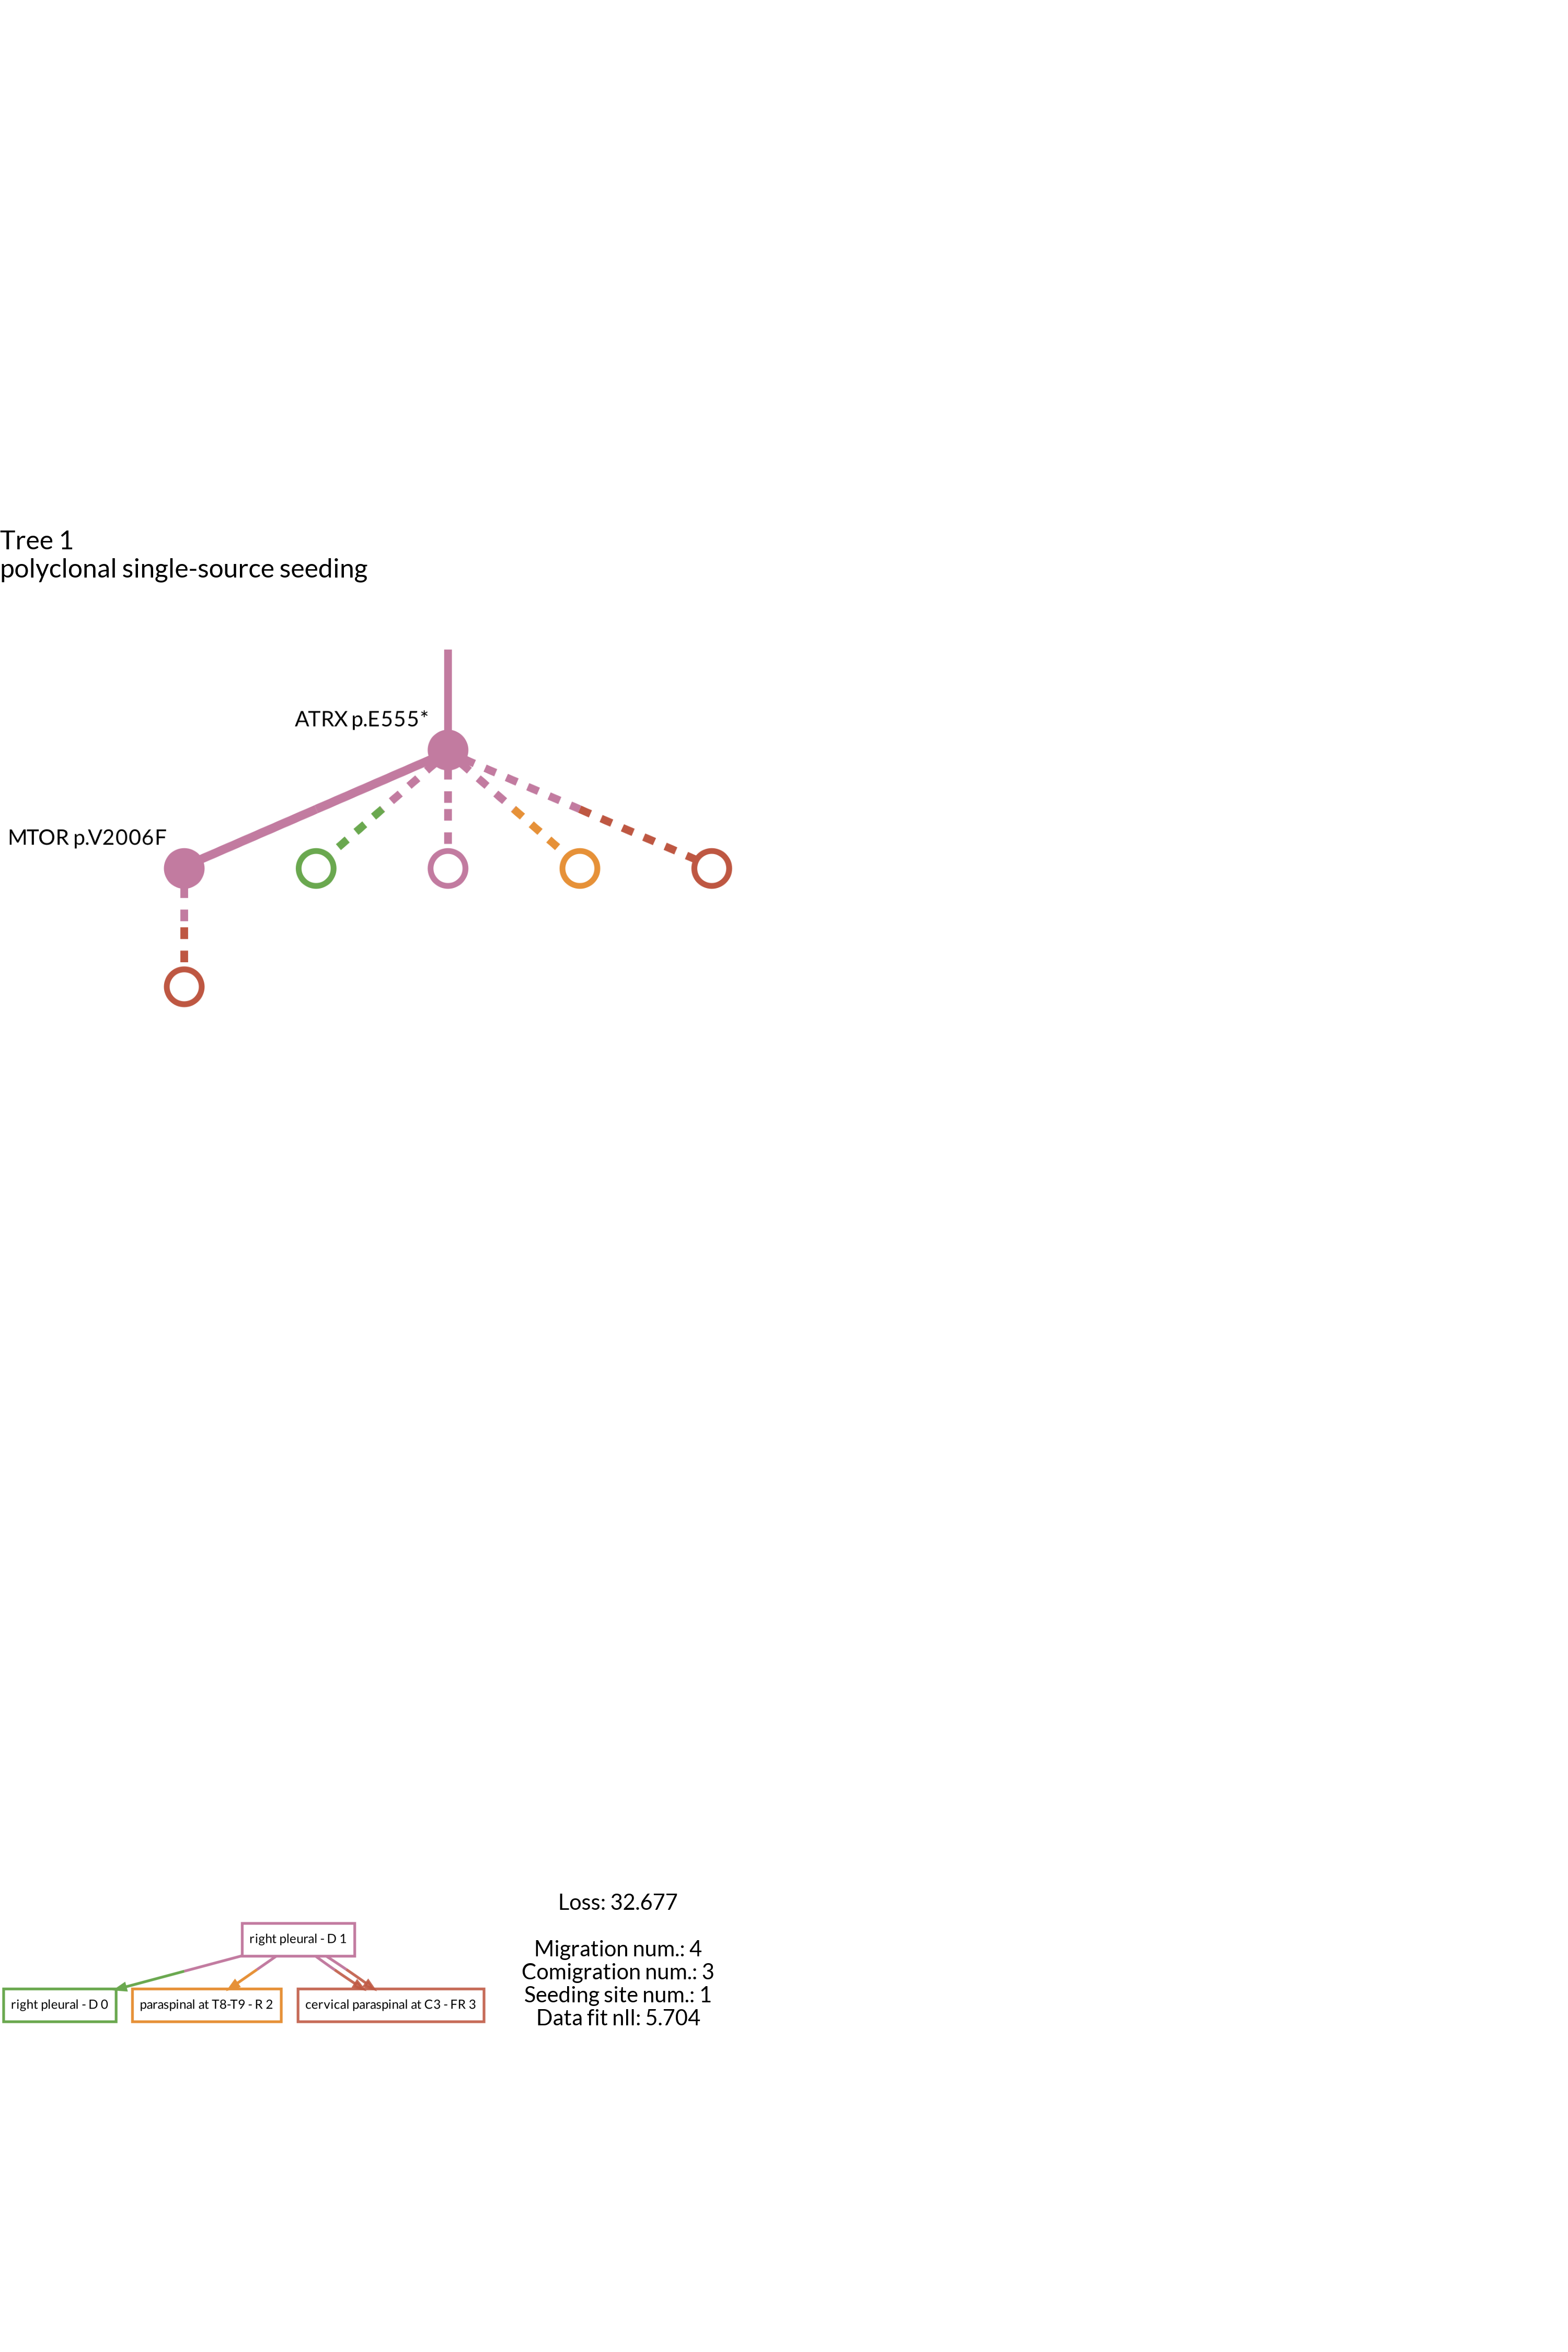 Tree 1
polyclonal single-source seeding
ATRX p.E555*
MTOR p.V2006F
Loss: 32.677
right pleural - D 1
Migration num.: 4
Comigration num.: 3
Seeding site num.: 1
Data fit nll: 5.704
right pleural - D 0
paraspinal at T8-T9 - R 2
cervical paraspinal at C3 - FR 3